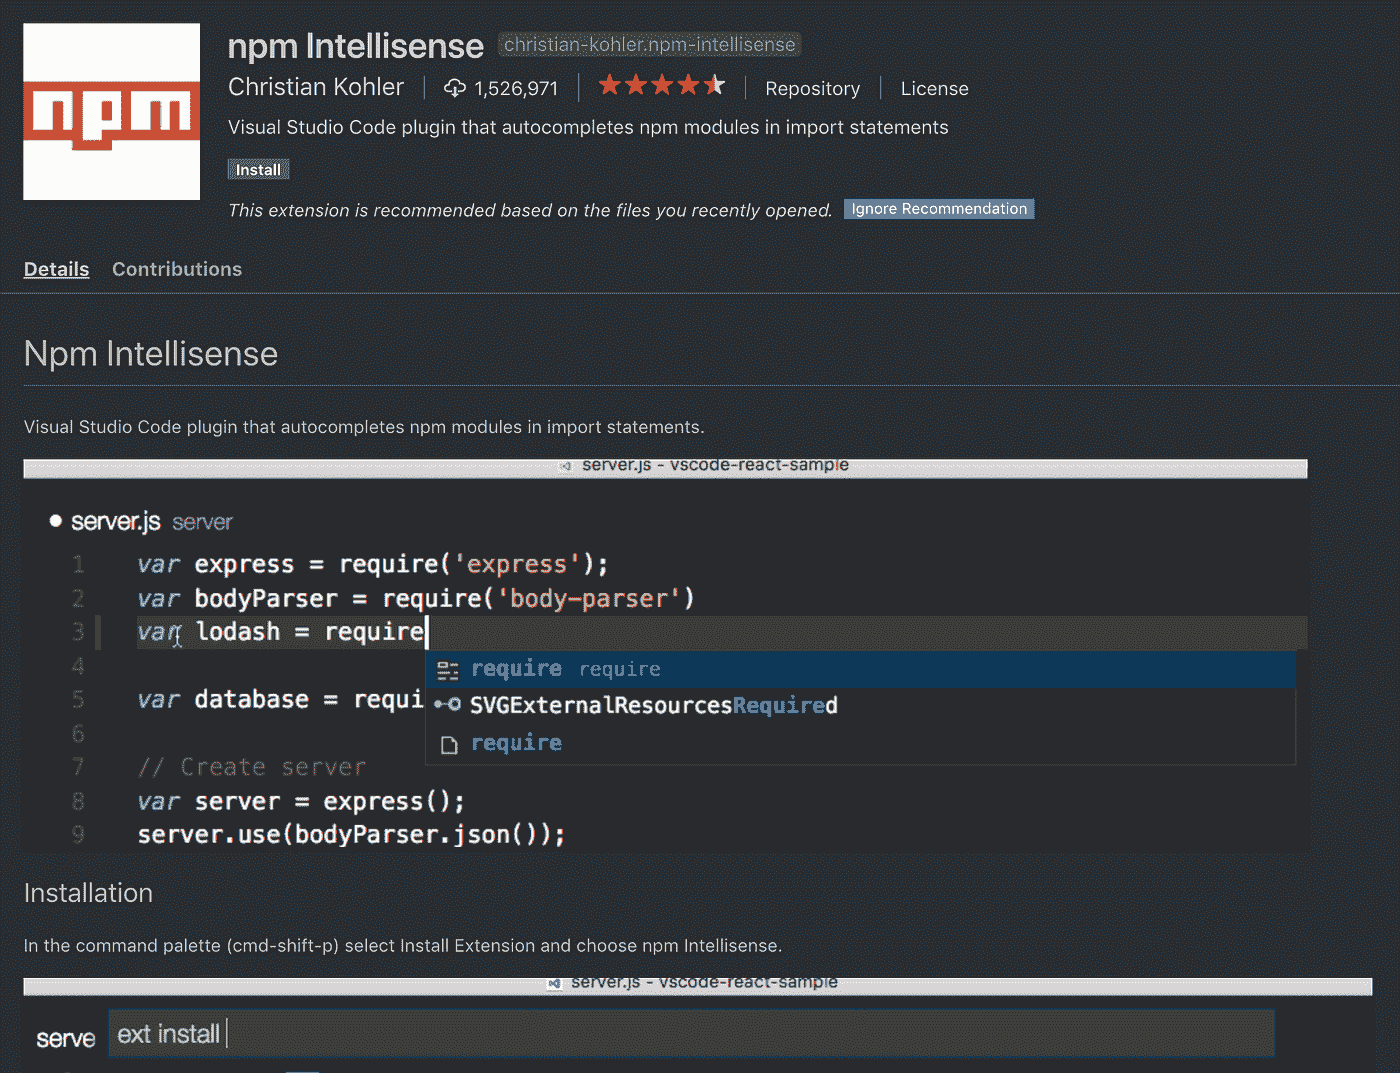 npm
npm Intellisense christian-kohler.npm-intellisense
Christian Kohler 1,526,971 Repository License
Visual Studio Code plugin that autocompletes npm modules in import statements
Install
This extension is recommended based on the files you recently opened. Ignore Recommendation
Details Contributions
Npm Intellisense
Visual Studio Code plugin that autocompletes npm modules in import statements.
server.js - vscode-react-sample
server.js server
1 var express = require('express');
2 var bodyParser = require('body-parser')
3 var lodash = require
4 require require
5 var database = requi SVGExternalResourcesRequired
6 require
7 // Create server
8 var server = express();
9 server.use(bodyParser.json());
Installation
In the command palette (cmd-shift-p) select Install Extension and choose npm Intellisense.
server.js - vscode-react-sample
serve ext install